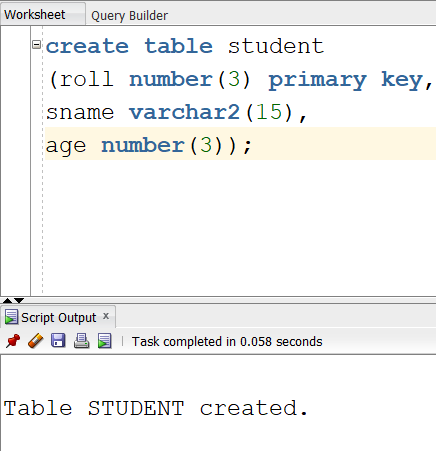 Worksheet Query Builder
create table student
(roll number(3) primary key,
sname varchar2(15),
age number(3));
Script Output x
Task completed in 0.058 seconds
Table STUDENT created.